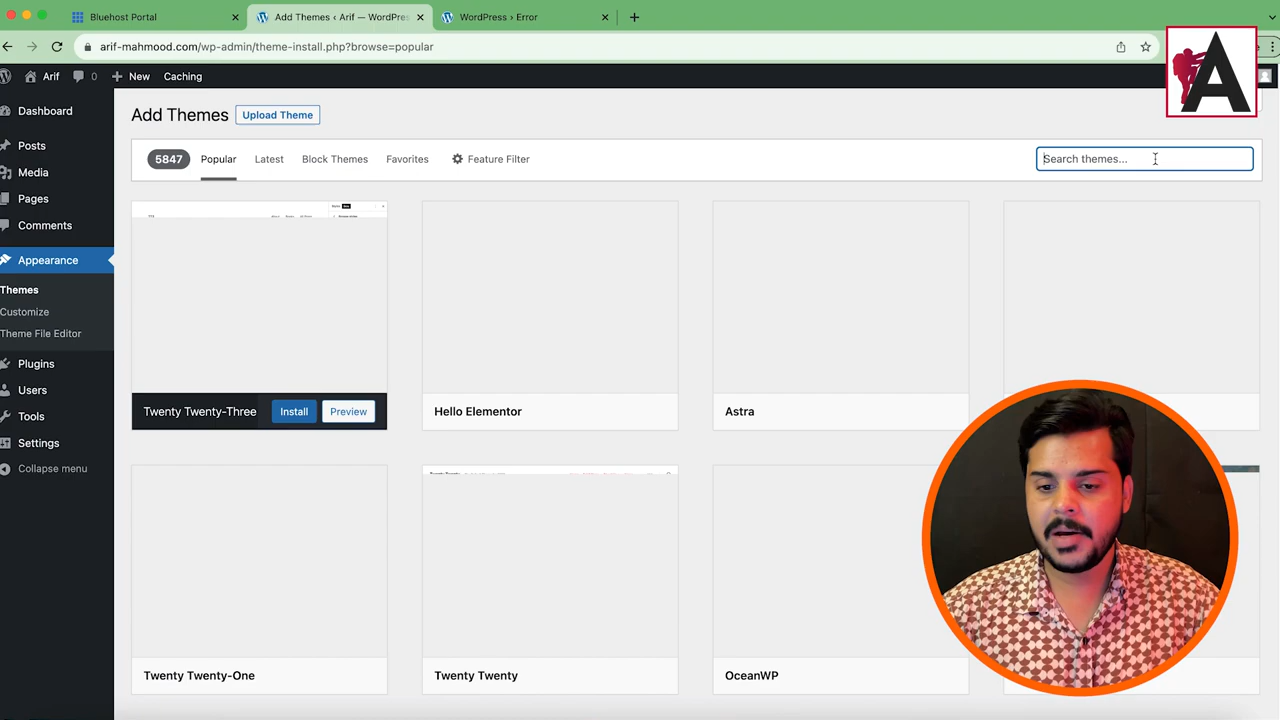 Bluehost Portal
Add Themes ‹ Arif — WordPres
WordPress › Error
arif-mahmood.com/wp-admin/theme-install.php?browse=popular
Arif 0 New Caching
A
Dashboard
Posts
Media
Pages
Comments
Appearance
Themes
Customize
Theme File Editor
Plugins
Users
Tools
Settings
Collapse menu
Add Themes Upload Theme
5847 Popular Latest Block Themes Favorites Feature Filter Search themes...
Twenty Twenty-Three Install Preview
Hello Elementor
Astra
Twenty Twenty-One
Twenty Twenty
OceanWP